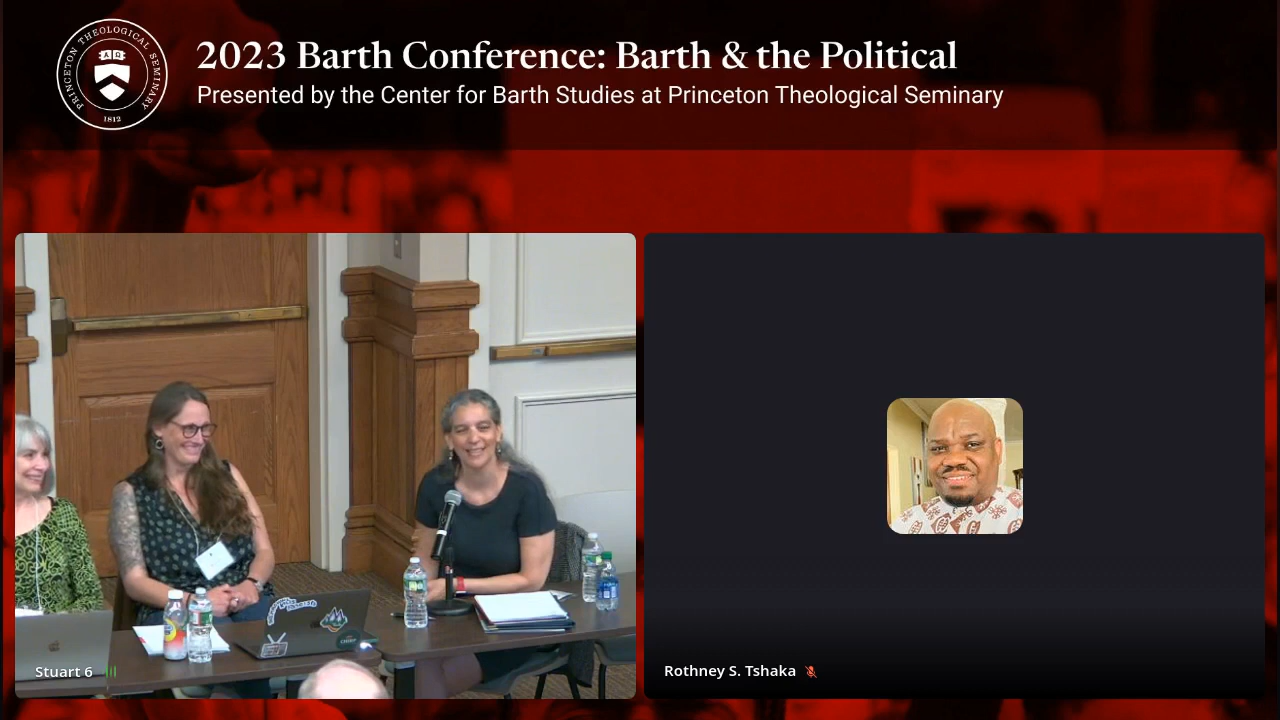 PRINCETON THEOLOGICAL SEMINARY
1812
2023 Barth Conference: Barth & the Political
Presented by the Center for Barth Studies at Princeton Theological Seminary
Stuart 6
Rothney S. Tshaka